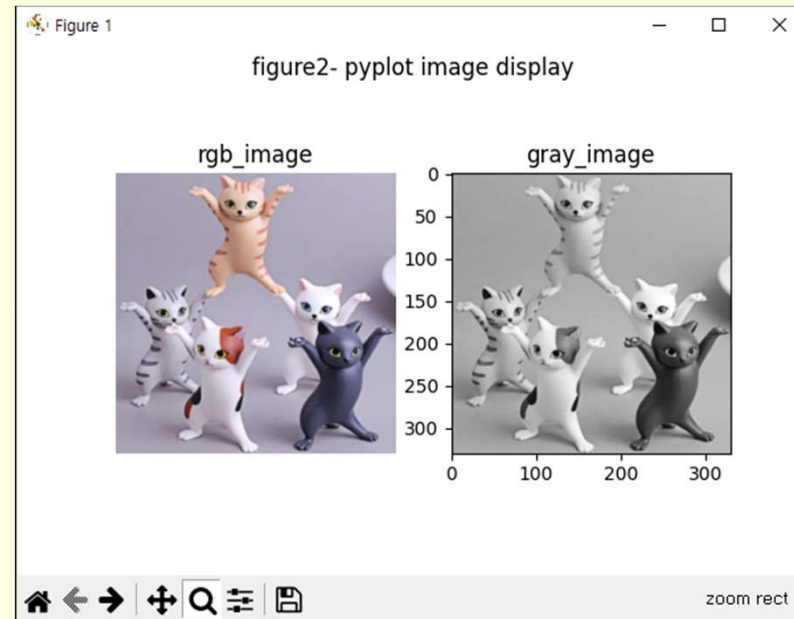 Figure 1
figure2- pyplot image display
rgb_image
gray_image
0
50
100
150
200
250
300
0 100 200 300
zoom rect